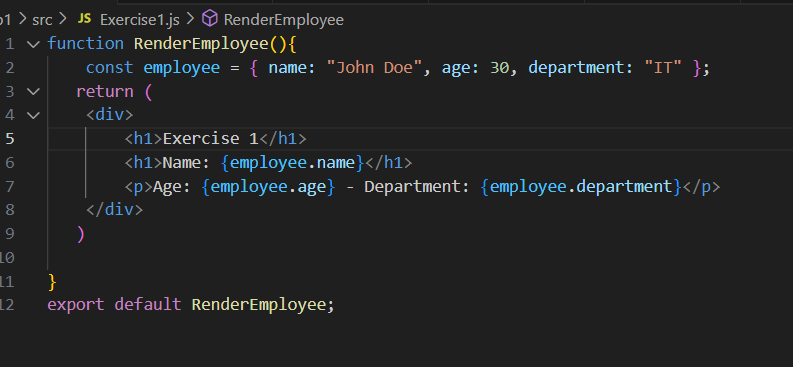 p1 > src > JS Exercise1.js > RenderEmployee
1 function RenderEmployee(){
2 const employee = { name: "John Doe", age: 30, department: "IT" };
3 return (
4 <div>
5 <h1>Exercise 1</h1>
6 <h1>Name: {employee.name}</h1>
7 <p>Age: {employee.age} - Department: {employee.department}</p>
8 </div>
9 )
10
11 }
12 export default RenderEmployee;